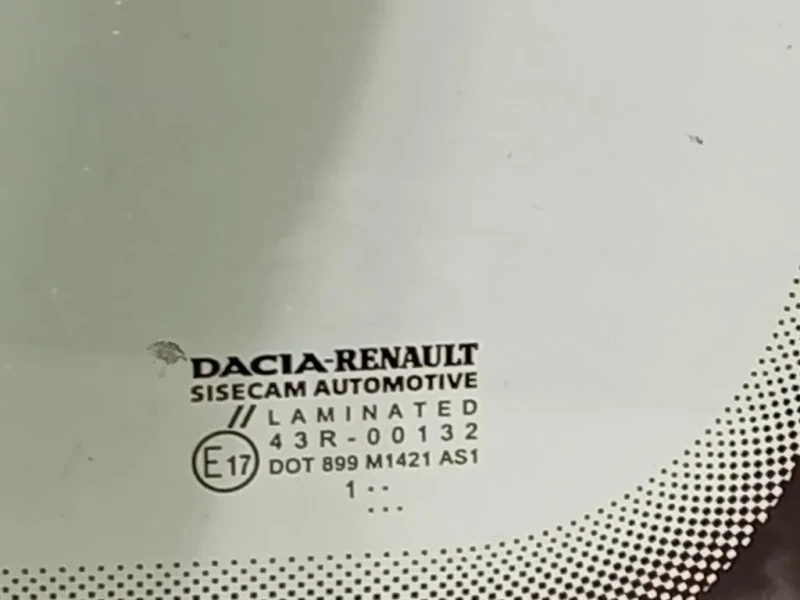 DACIA-RENAULT
SISECAM AUTOMOTIVE
// LAMINATED
43R-00132
E17 DOT 899 M1421 AS1
1 ..
...